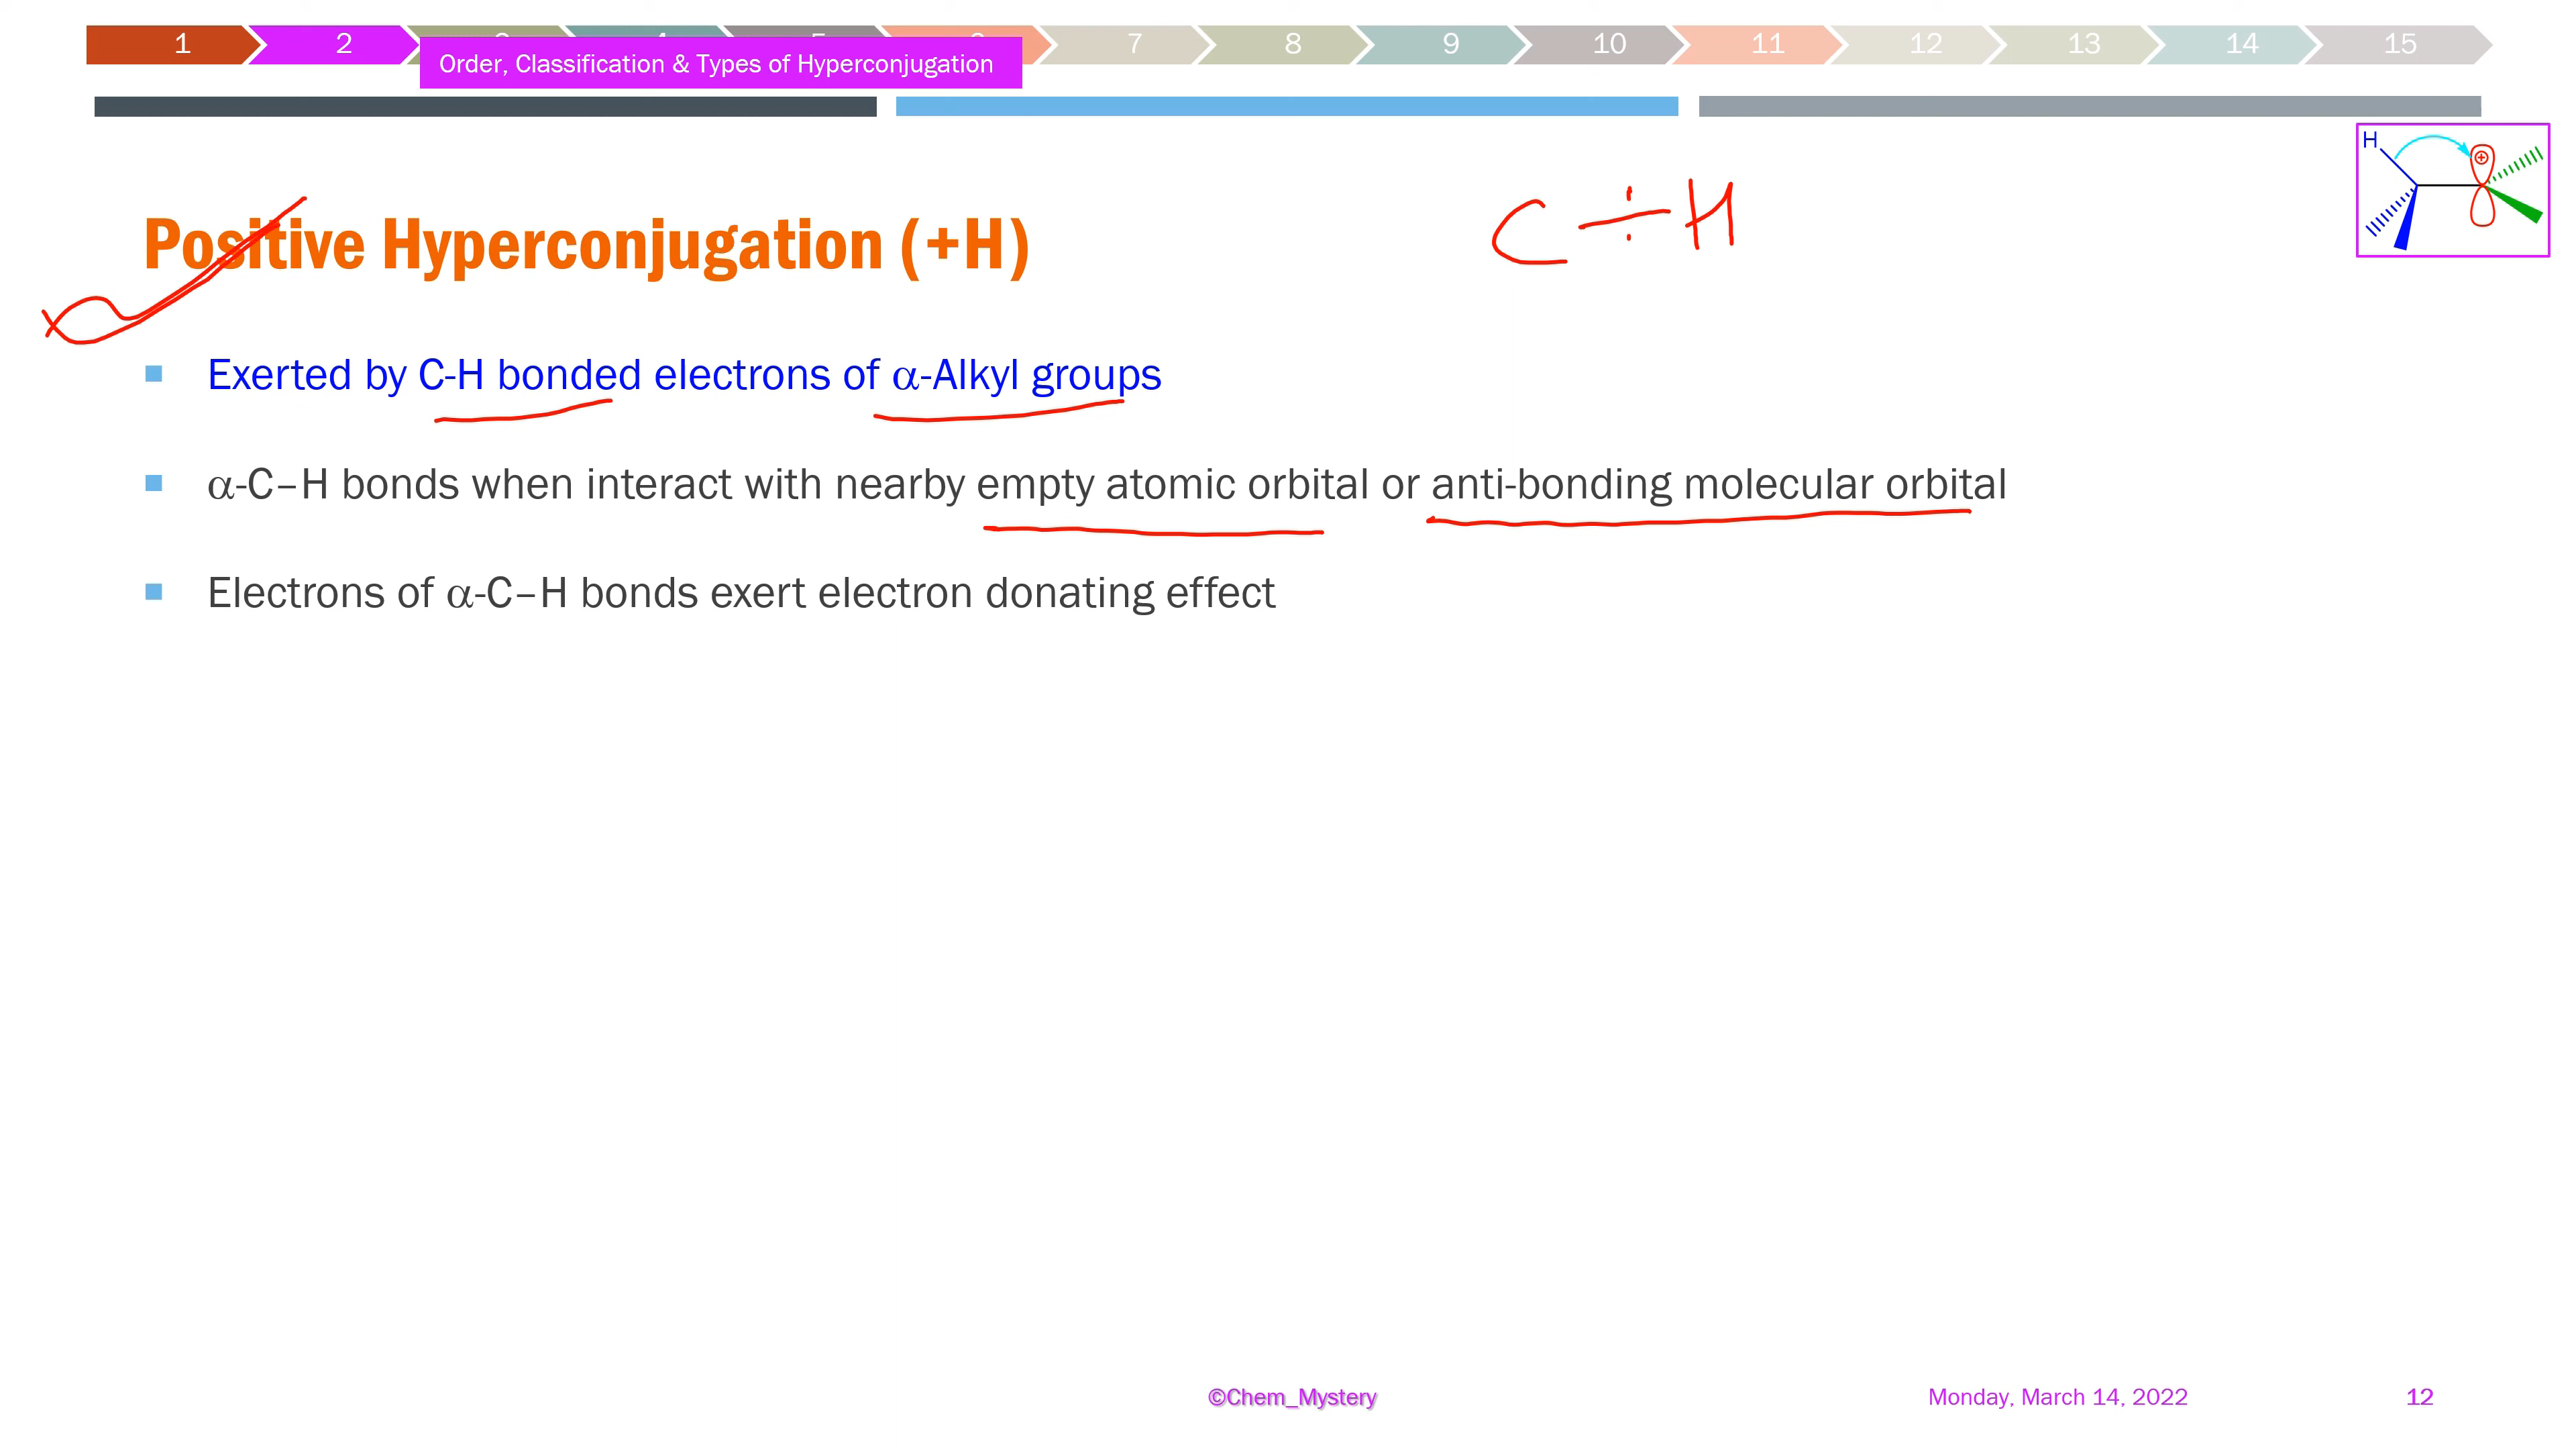 1 2 7 8 9 10 11 12 13 14 15
Order, Classification & Types of Hyperconjugation
H
C ÷ H
Positive Hyperconjugation (+H)
Exerted by C-H bonded electrons of α-Alkyl groups
α-C–H bonds when interact with nearby empty atomic orbital or anti-bonding molecular orbital
Electrons of α-C–H bonds exert electron donating effect
©Chem_Mystery
Monday, March 14, 2022
12